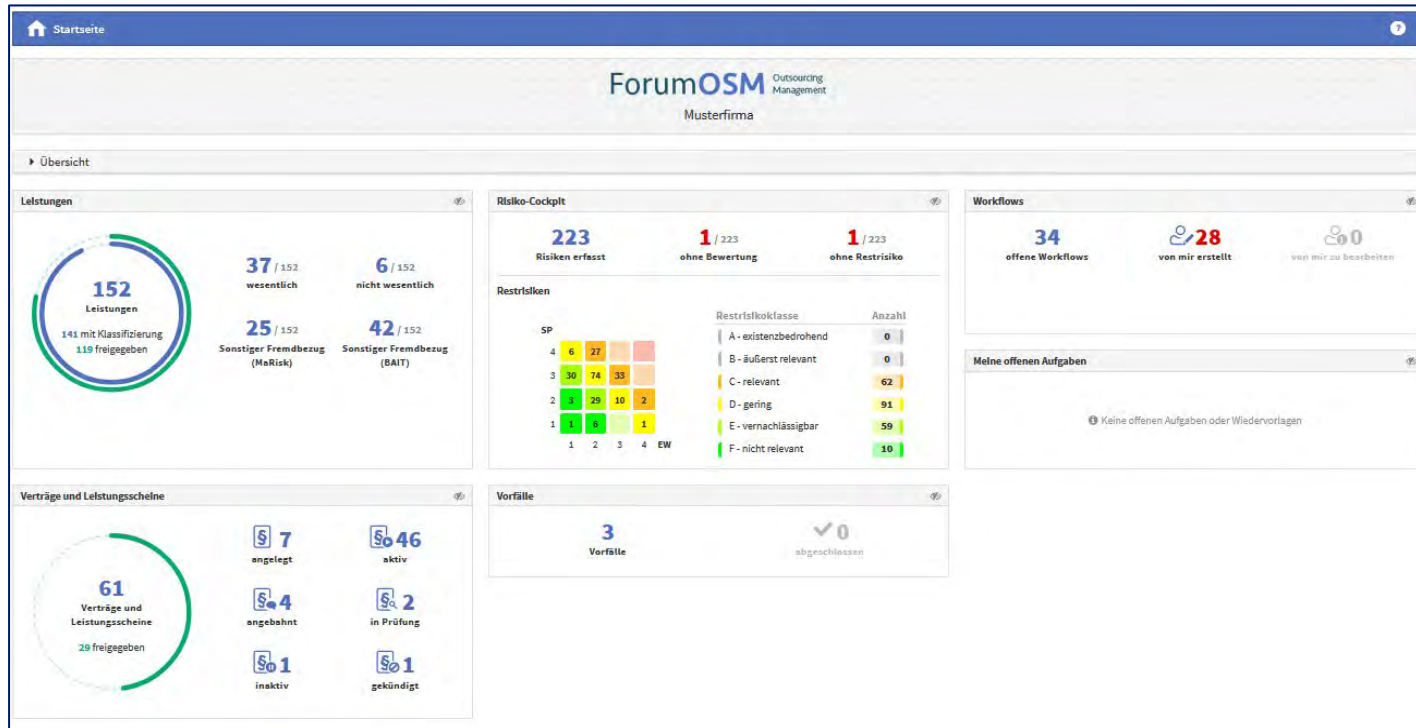 Startseite
ForumOSM Outsourcing Management
Musterfirma
Übersicht
Leistungen
152
Leistungen
141 mit Klassifizierung
119 freigegeben
37 / 152
wesentlich
6 / 152
nicht wesentlich
25 / 152
Sonstiger Fremdbezug
(MaRisk)
42 / 152
Sonstiger Fremdbezug
(BAIT)
Risiko-Cockpit
223
Risiken erfasst
1 / 223
ohne Bewertung
1 / 223
ohne Restrisiko
Restrisiken
SP
4 6 27
3 30 74 33
2 3 29 10 2
1 1 6 1
1 2 3 4 EW
Restrisikoklasse Anzahl
A - existenzbedrohend 0
B - äußerst relevant 0
C - relevant 62
D - gering 91
E - vernachlässigbar 59
F - nicht relevant 10
Workflows
34
offene Workflows
28
von mir erstellt
0
von mir zu bearbeiten
Meine offenen Aufgaben
Keine offenen Aufgaben oder Wiedervorlagen
Verträge und Leistungsscheine
61
Verträge und
Leistungsscheine
29 freigegeben
§ 7
angelegt
§ 46
aktiv
§ 4
angebahnt
§ 2
in Prüfung
§ 1
inaktiv
§ 1
gekündigt
Vorfälle
3
Vorfälle
0
abgeschlossen